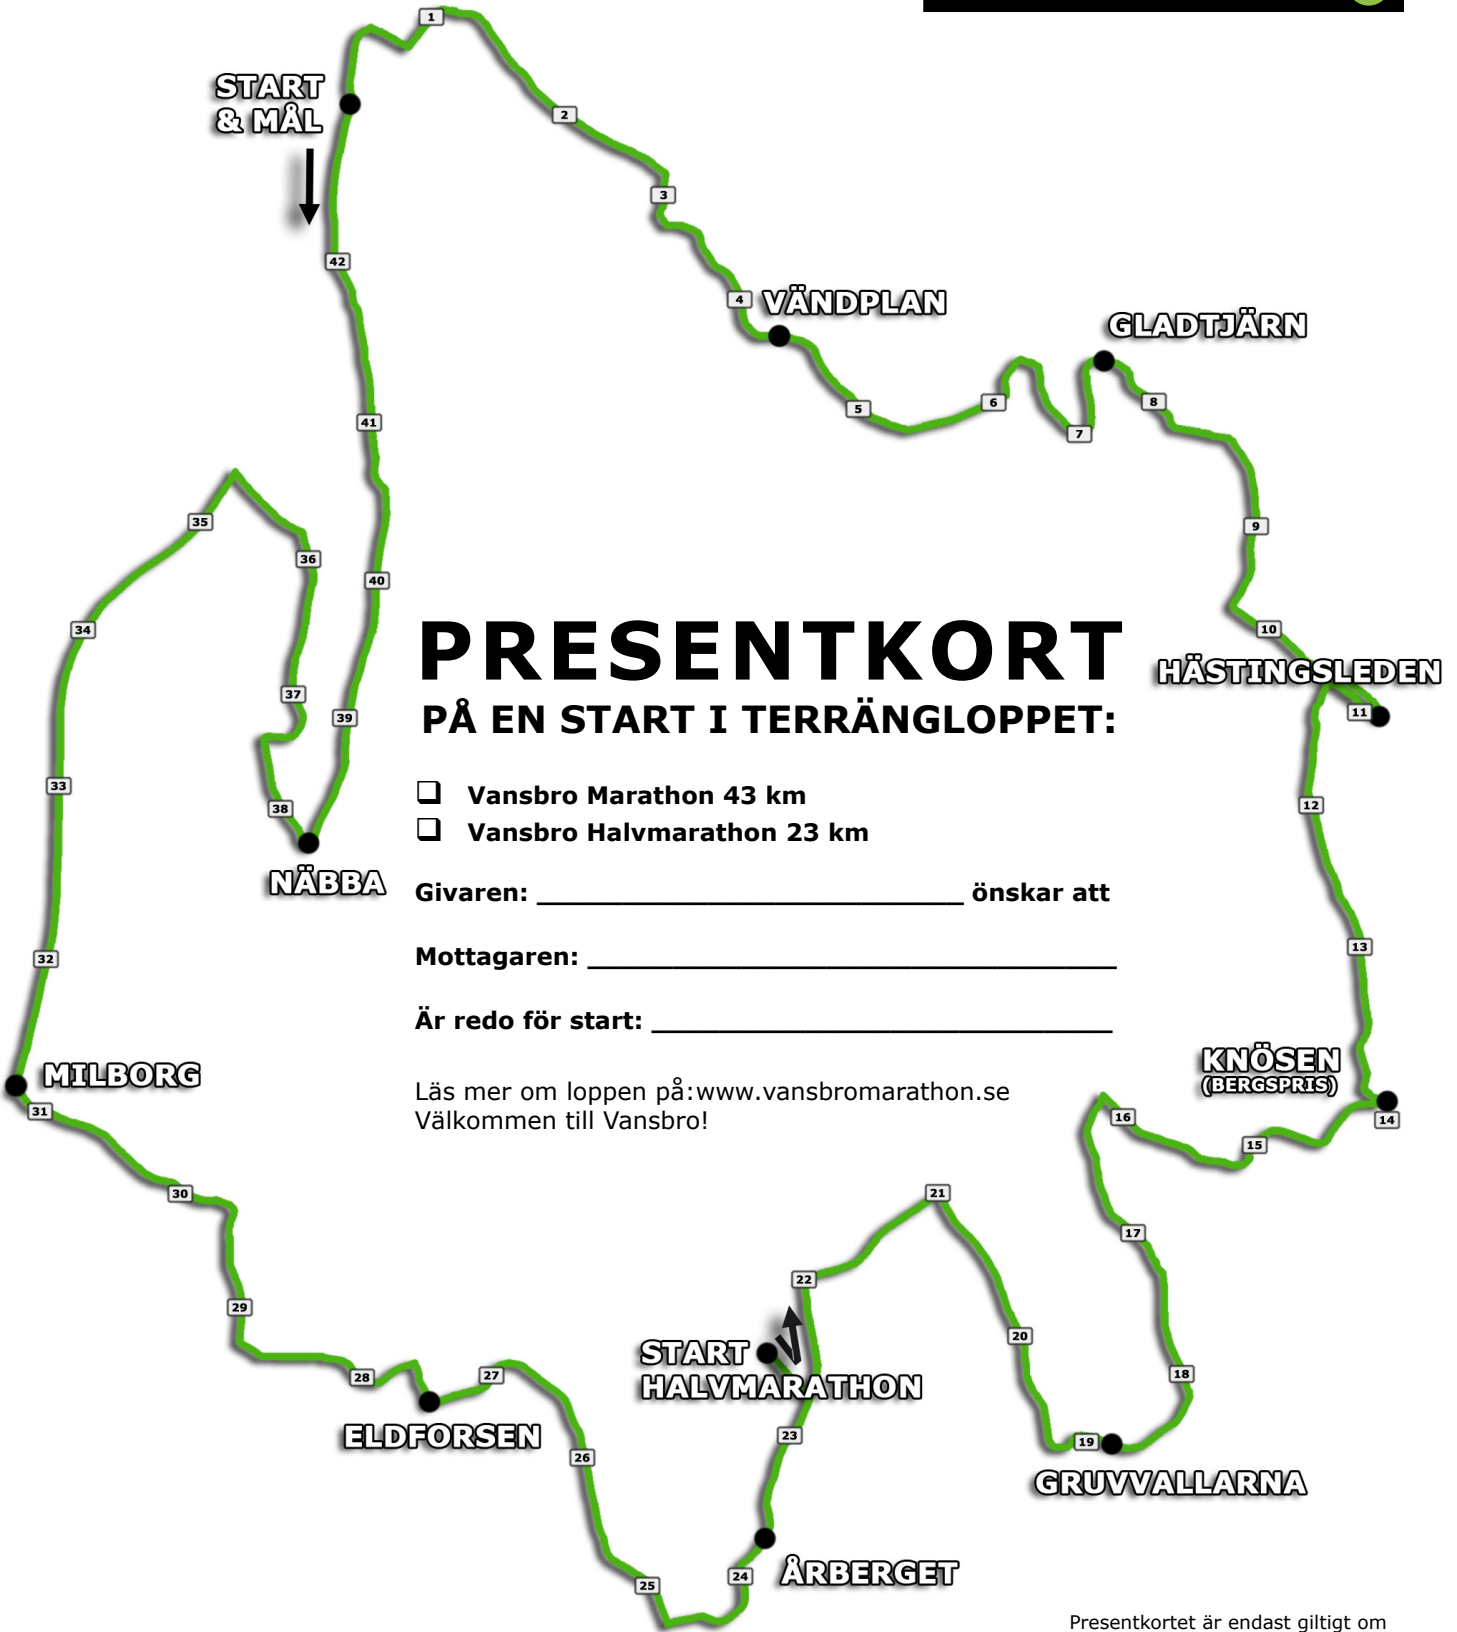 1
START
& MÅL
2
3
42
4
VÄNDPLAN
GLADTJÄRN
5
6
7
8
41
35
36
9
40
34
10
PRESENTKORT
HÄSTINGSLEDEN
37
39
11
PÅ EN START I TERRÄNGLOPPET:
33
38
12
Vansbro Marathon 43 km
Vansbro Halvmarathon 23 km
NÄBBA
Givaren: ______________________ önskar att
32
13
Mottagaren: ______________________
Är redo för start: ______________________
MILBORG
KNÖSEN
(BERGSPRIS)
31
14
Läs mer om loppen på:www.vansbromarathon.se
Välkommen till Vansbro!
16
15
30
21
17
29
22
20
START
HALVMARATHON
28
27
18
ELDFORSEN
23
19
26
GRUVVALLARNA
25
24
ÅRBERGET
Presentkortet är endast giltigt om